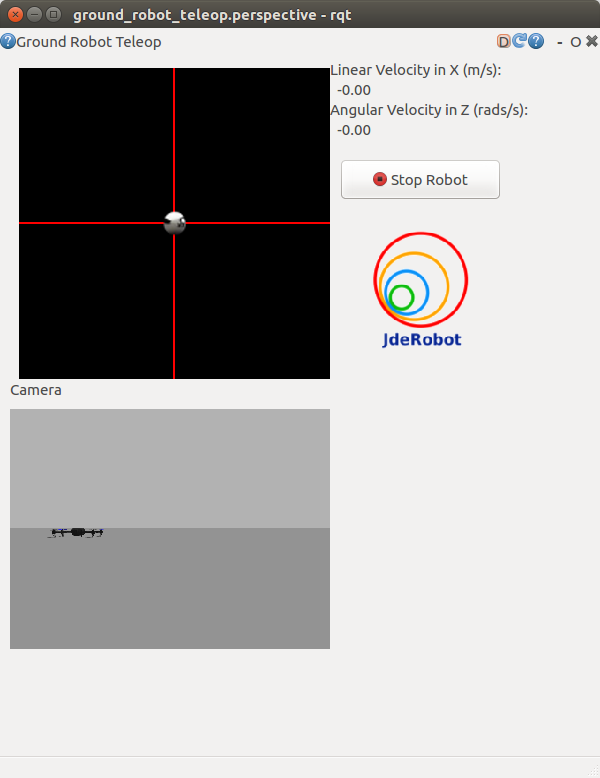 ground_robot_teleop.perspective - rqt
Ground Robot Teleop
D
- O
Linear Velocity in X (m/s):
-0.00
Angular Velocity in Z (rads/s):
-0.00
Stop Robot
JdeRobot
Camera